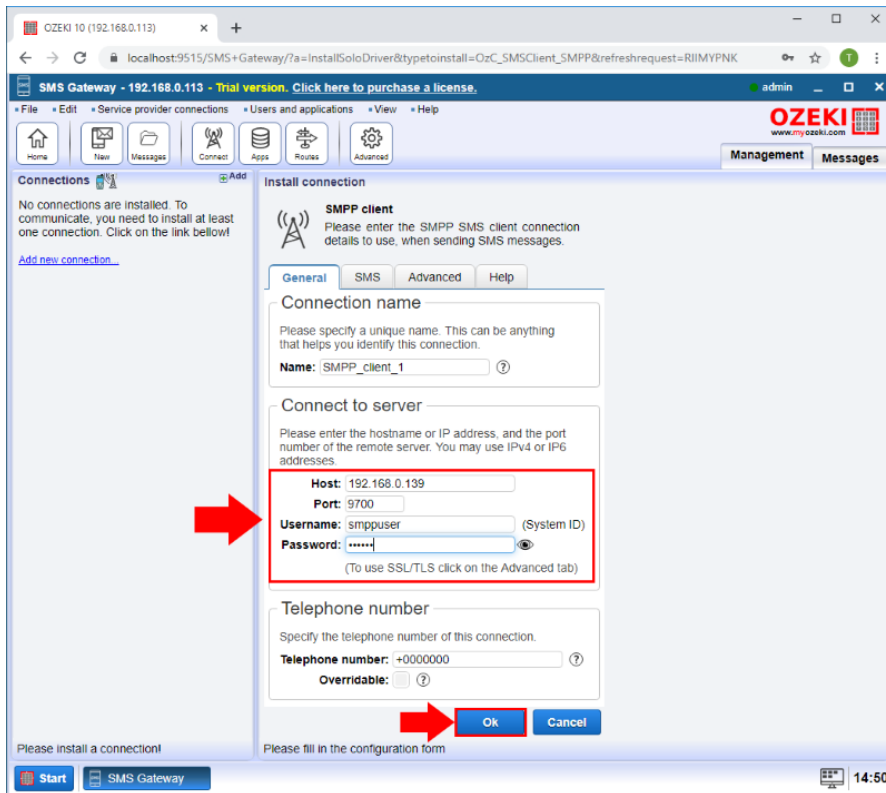 OZEKI 10 (192.168.0.113)
localhost:9515/SMS+Gateway/?a=InstallSoloDriver&typetoinstall=OzC_SMSClient_SMPP&refreshrequest=RIIMYPNK
T
SMS Gateway - 192.168.0.113 - Trial version. Click here to purchase a license.
admin
File Edit Service provider connections Users and applications View Help
OZEKI
www.myozeki.com
Home New Messages Connect Apps Routes Advanced
Management Messages
Connections Add
No connections are installed. To
communicate, you need to install at least
one connection. Click on the link bellow!
Add new connection...
Please install a connection!
Install connection
SMPP client
Please enter the SMPP SMS client connection
details to use, when sending SMS messages.
General SMS Advanced Help
Connection name
Please specify a unique name. This can be anything
that helps you identify this connection.
Name: SMPP_client_1 ?
Connect to server
Please enter the hostname or IP address, and the port
number of the remote server. You may use IPv4 or IP6
addresses.
Host: 192.168.0.139
Port: 9700
Username: smppuser (System ID)
Password: ••••••
(To use SSL/TLS click on the Advanced tab)
Telephone number
Specify the telephone number of this connection.
Telephone number: +0000000 ?
Overridable: ?
Ok Cancel
Please fill in the configuration form
Start SMS Gateway 14:50